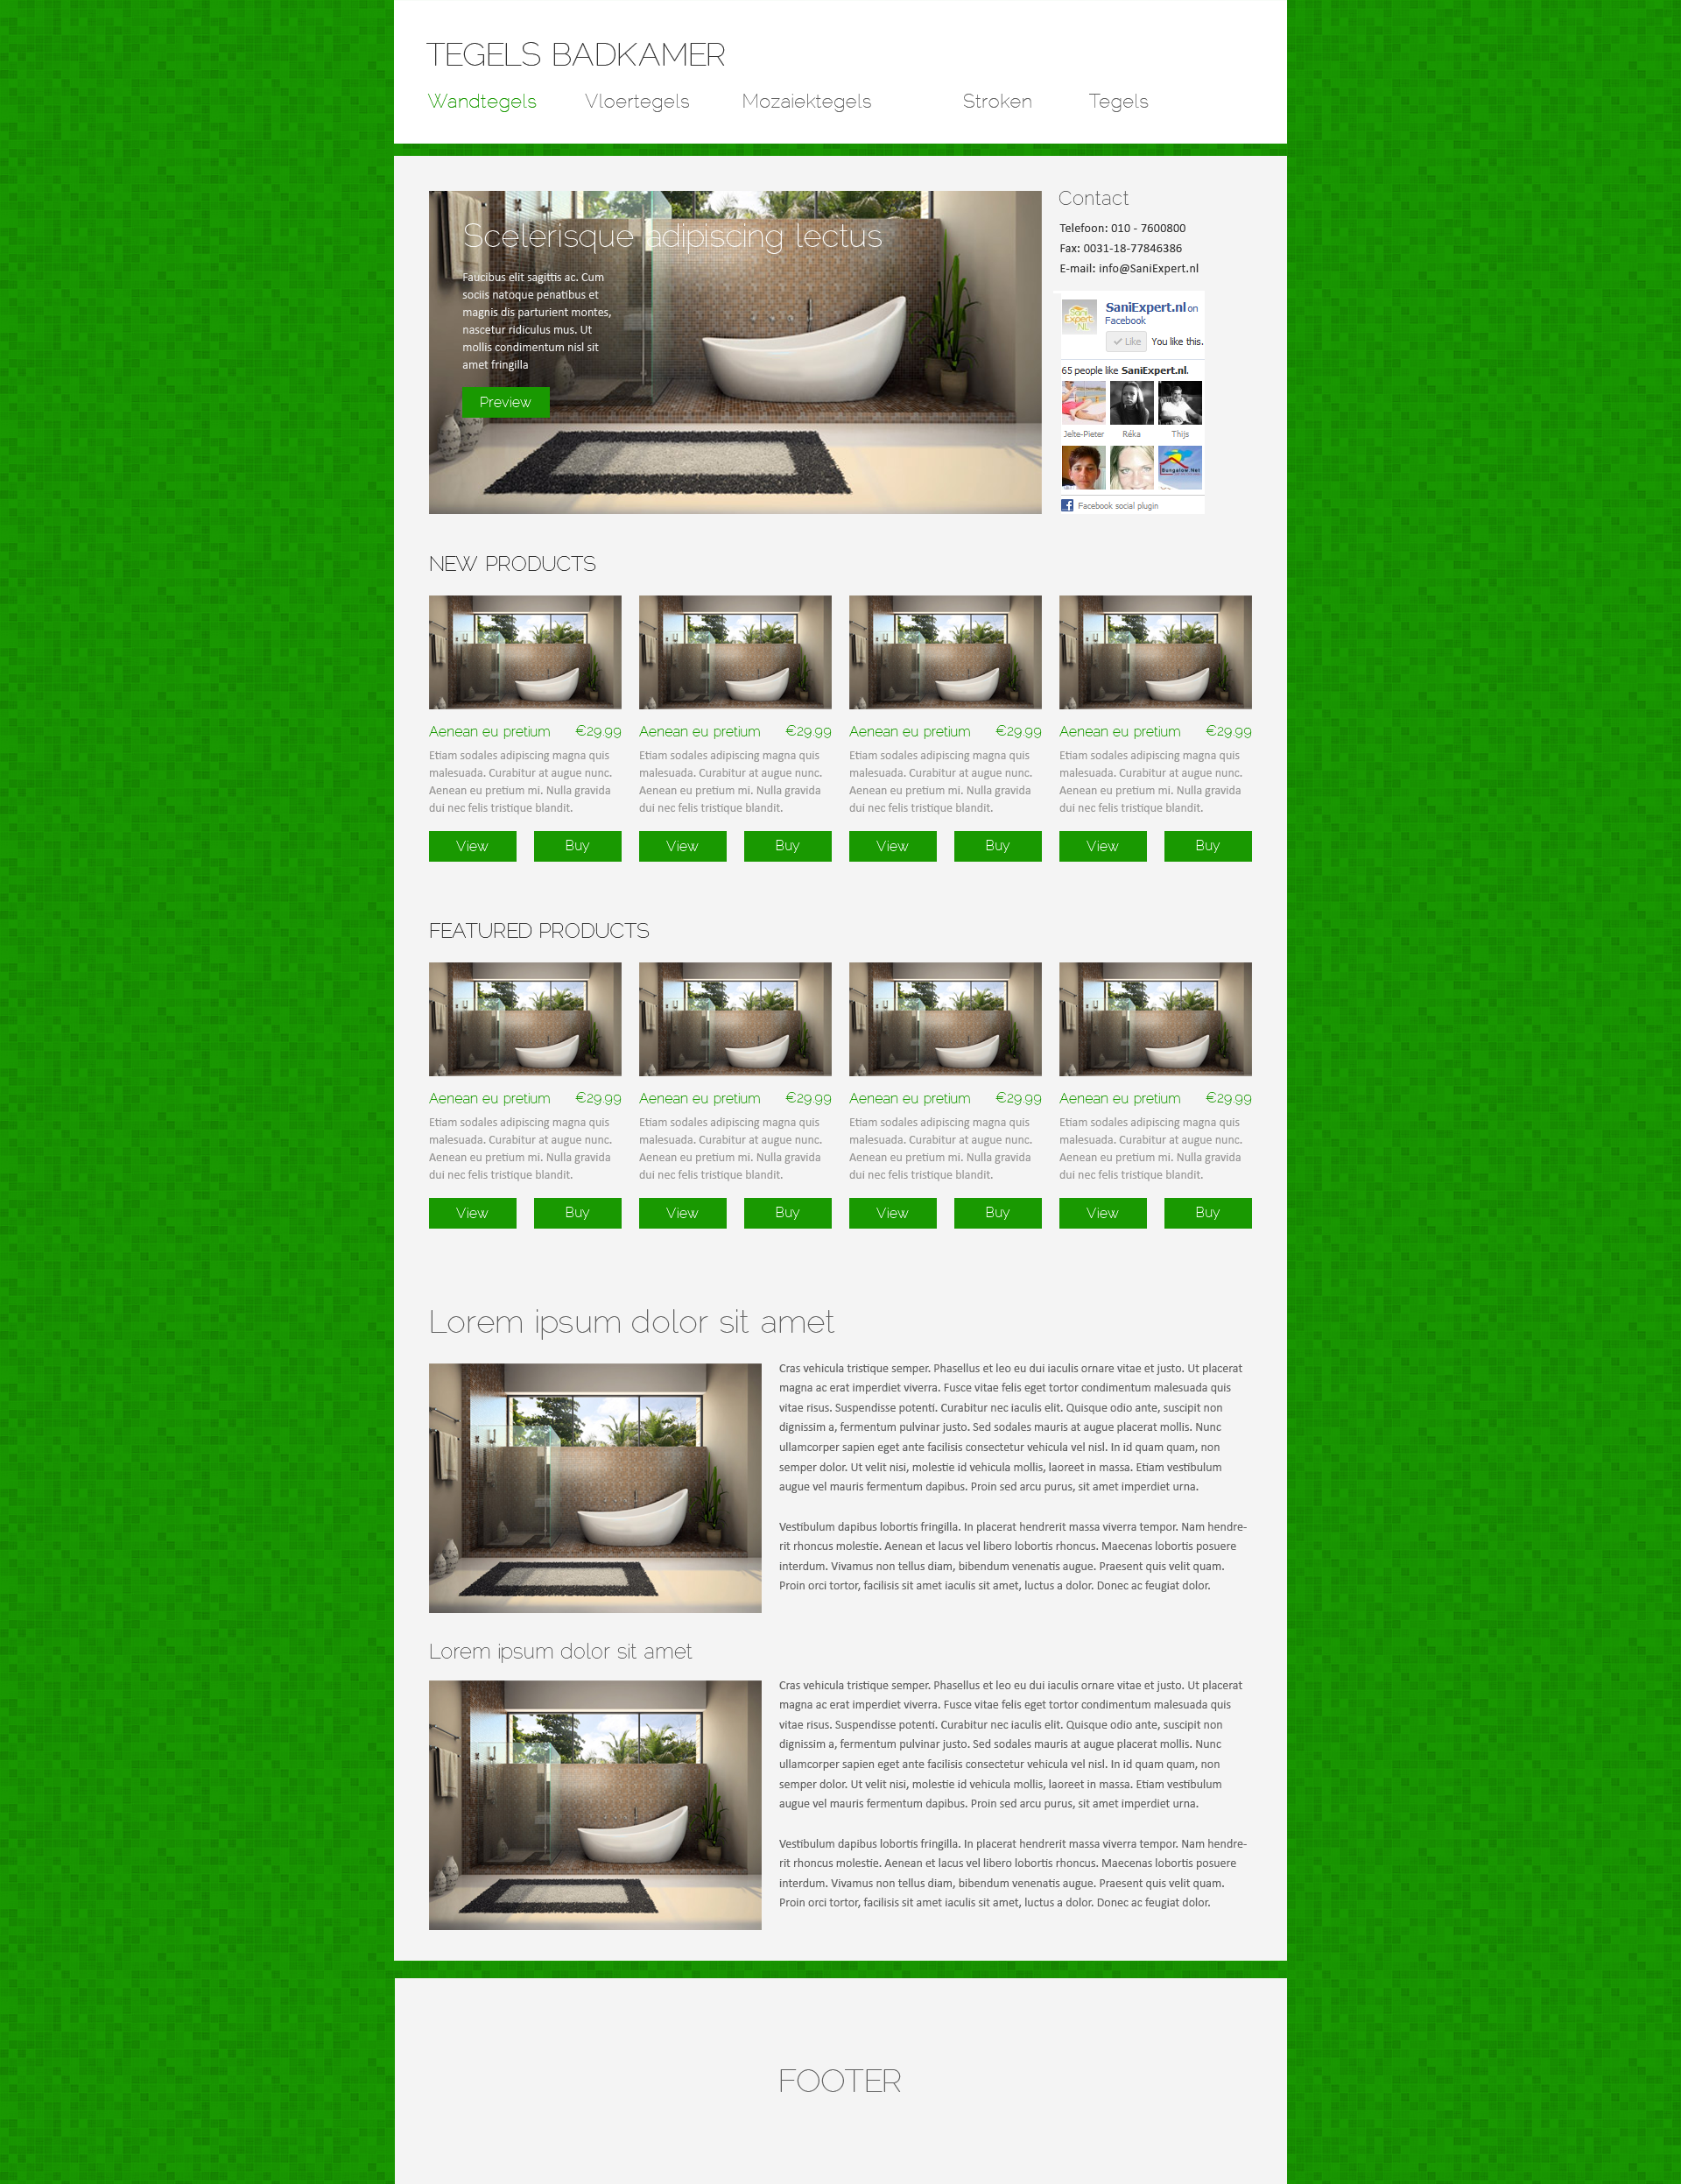 TEGELS BADKAMER
Wandtegels Vloertegels Mozaiektegels Stroken Tegels
Scelerisque adipiscing lectus
Faucibus elit sagittis ac. Cum
sociis natoque penatibus et
magnis dis parturient montes,
nascetur ridiculus mus. Ut
mollis condimentum nisl sit
amet fringilla
Preview
Contact
Telefoon: 010 - 7600800
Fax: 0031-18-77846386
E-mail: info@SaniExpert.nl
Expert
NL
SaniExpert.nl on
Facebook
Like You like this.
65 people like SaniExpert.nl.
Jelte-Pieter Réka Thijs
Bungalow.Net
Facebook social plugin
NEW PRODUCTS
Aenean eu pretium €29.99 Aenean eu pretium €29.99 Aenean eu pretium €29.99 Aenean eu pretium €29.99
Etiam sodales adipiscing magna quis Etiam sodales adipiscing magna quis Etiam sodales adipiscing magna quis Etiam sodales adipiscing magna quis
malesuada. Curabitur at augue nunc. malesuada. Curabitur at augue nunc. malesuada. Curabitur at augue nunc. malesuada. Curabitur at augue nunc.
Aenean eu pretium mi. Nulla gravida Aenean eu pretium mi. Nulla gravida Aenean eu pretium mi. Nulla gravida Aenean eu pretium mi. Nulla gravida
dui nec felis tristique blandit. dui nec felis tristique blandit. dui nec felis tristique blandit. dui nec felis tristique blandit.
View Buy View Buy View Buy View Buy
FEATURED PRODUCTS
Aenean eu pretium €29.99 Aenean eu pretium €29.99 Aenean eu pretium €29.99 Aenean eu pretium €29.99
Etiam sodales adipiscing magna quis Etiam sodales adipiscing magna quis Etiam sodales adipiscing magna quis Etiam sodales adipiscing magna quis
malesuada. Curabitur at augue nunc. malesuada. Curabitur at augue nunc. malesuada. Curabitur at augue nunc. malesuada. Curabitur at augue nunc.
Aenean eu pretium mi. Nulla gravida Aenean eu pretium mi. Nulla gravida Aenean eu pretium mi. Nulla gravida Aenean eu pretium mi. Nulla gravida
dui nec felis tristique blandit. dui nec felis tristique blandit. dui nec felis tristique blandit. dui nec felis tristique blandit.
View Buy View Buy View Buy View Buy
Lorem ipsum dolor sit amet
Cras vehicula tristique semper. Phasellus et leo eu dui iaculis ornare vitae et justo. Ut placerat
magna ac erat imperdiet viverra. Fusce vitae felis eget tortor condimentum malesuada quis
vitae risus. Suspendisse potenti. Curabitur nec iaculis elit. Quisque odio ante, suscipit non
dignissim a, fermentum pulvinar justo. Sed sodales mauris at augue placerat mollis. Nunc
ullamcorper sapien eget ante facilisis consectetur vehicula vel nisl. In id quam quam, non
semper dolor. Ut velit nisi, molestie id vehicula mollis, laoreet in massa. Etiam vestibulum
augue vel mauris fermentum dapibus. Proin sed arcu purus, sit amet imperdiet urna.
Vestibulum dapibus lobortis fringilla. In placerat hendrerit massa viverra tempor. Nam hendre-
rit rhoncus molestie. Aenean et lacus vel libero lobortis rhoncus. Maecenas lobortis posuere
interdum. Vivamus non tellus diam, bibendum venenatis augue. Praesent quis velit quam.
Proin orci tortor, facilisis sit amet iaculis sit amet, luctus a dolor. Donec ac feugiat dolor.
Lorem ipsum dolor sit amet
Cras vehicula tristique semper. Phasellus et leo eu dui iaculis ornare vitae et justo. Ut placerat
magna ac erat imperdiet viverra. Fusce vitae felis eget tortor condimentum malesuada quis
vitae risus. Suspendisse potenti. Curabitur nec iaculis elit. Quisque odio ante, suscipit non
dignissim a, fermentum pulvinar justo. Sed sodales mauris at augue placerat mollis. Nunc
ullamcorper sapien eget ante facilisis consectetur vehicula vel nisl. In id quam quam, non
semper dolor. Ut velit nisi, molestie id vehicula mollis, laoreet in massa. Etiam vestibulum
augue vel mauris fermentum dapibus. Proin sed arcu purus, sit amet imperdiet urna.
Vestibulum dapibus lobortis fringilla. In placerat hendrerit massa viverra tempor. Nam hendre-
rit rhoncus molestie. Aenean et lacus vel libero lobortis rhoncus. Maecenas lobortis posuere
interdum. Vivamus non tellus diam, bibendum venenatis augue. Praesent quis velit quam.
Proin orci tortor, facilisis sit amet iaculis sit amet, luctus a dolor. Donec ac feugiat dolor.
FOOTER